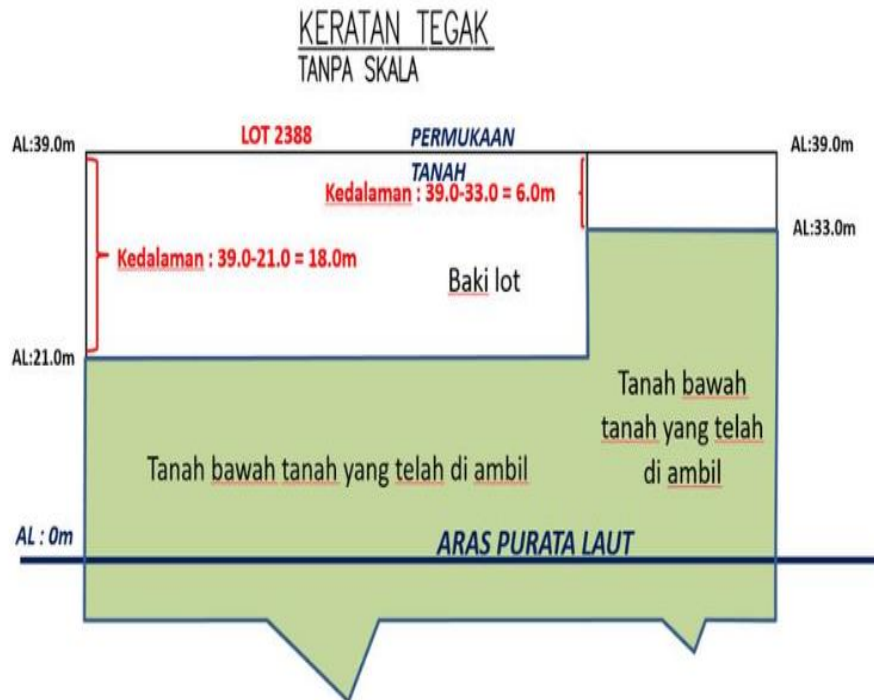 KERATAN TEGAK
TANPA SKALA
AL:39.0m
LOT 2388
PERMUKAAN
TANAH
AL:39.0m
Kedalaman : 39.0-33.0 = 6.0m
AL:33.0m
Kedalaman : 39.0-21.0 = 18.0m
Baki lot
AL:21.0m
Tanah bawah
tanah yang telah
di ambil
Tanah bawah tanah yang telah di ambil
AL : 0m
ARAS PURATA LAUT